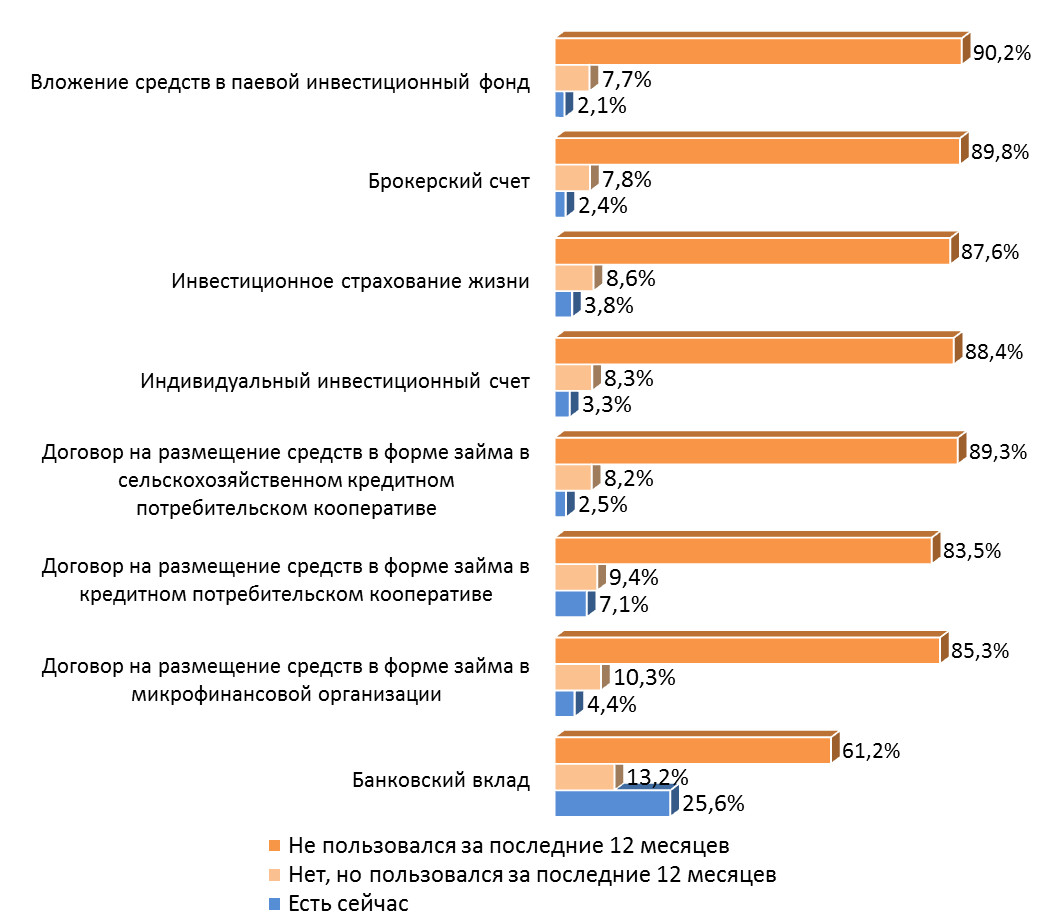 90,2%
Вложение средств в паевой инвестиционный фонд
7,7%
2,1%
89,8%
Брокерский счет
7,8%
2,4%
87,6%
Инвестиционное страхование жизни
8,6%
3,8%
88,4%
Индивидуальный инвестиционный счет
8,3%
3,3%
Договор на размещение средств в форме займа в
сельскохозяйственном кредитном
потребительском кооперативе
89,3%
8,2%
2,5%
Договор на размещение средств в форме займа в
кредитном потребительском кооперативе
83,5%
9,4%
7,1%
Договор на размещение средств в форме займа в
микрофинансовой организации
85,3%
10,3%
4,4%
61,2%
Банковский вклад
13,2%
25,6%
Не пользовался за последние 12 месяцев
Нет, но пользовался за последние 12 месяцев
Есть сейчас